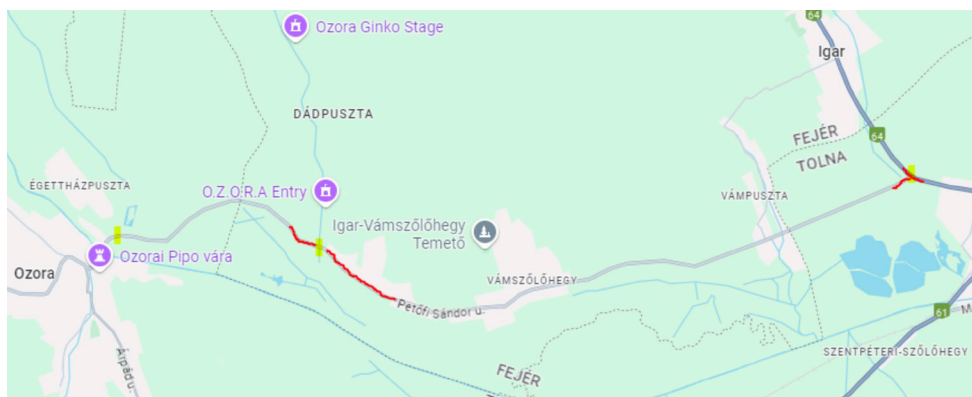 Ozora Ginko Stage
64
Igar
DÁDPUSZTA
FEJÉR
64
TOLNA
ÉGETTHÁZPUSZTA
O.Z.O.R.A Entry
VÁMPUSZTA
Igar-Vámszőlőhegy
Temető
Ozorai Pipo vára
Ozora
VÁMSZŐLŐHEGY
Petőfi Sándor u.
61
M
Árpád u.
FEJÉR
SZENTPÉTERI-SZŐLŐHEGY